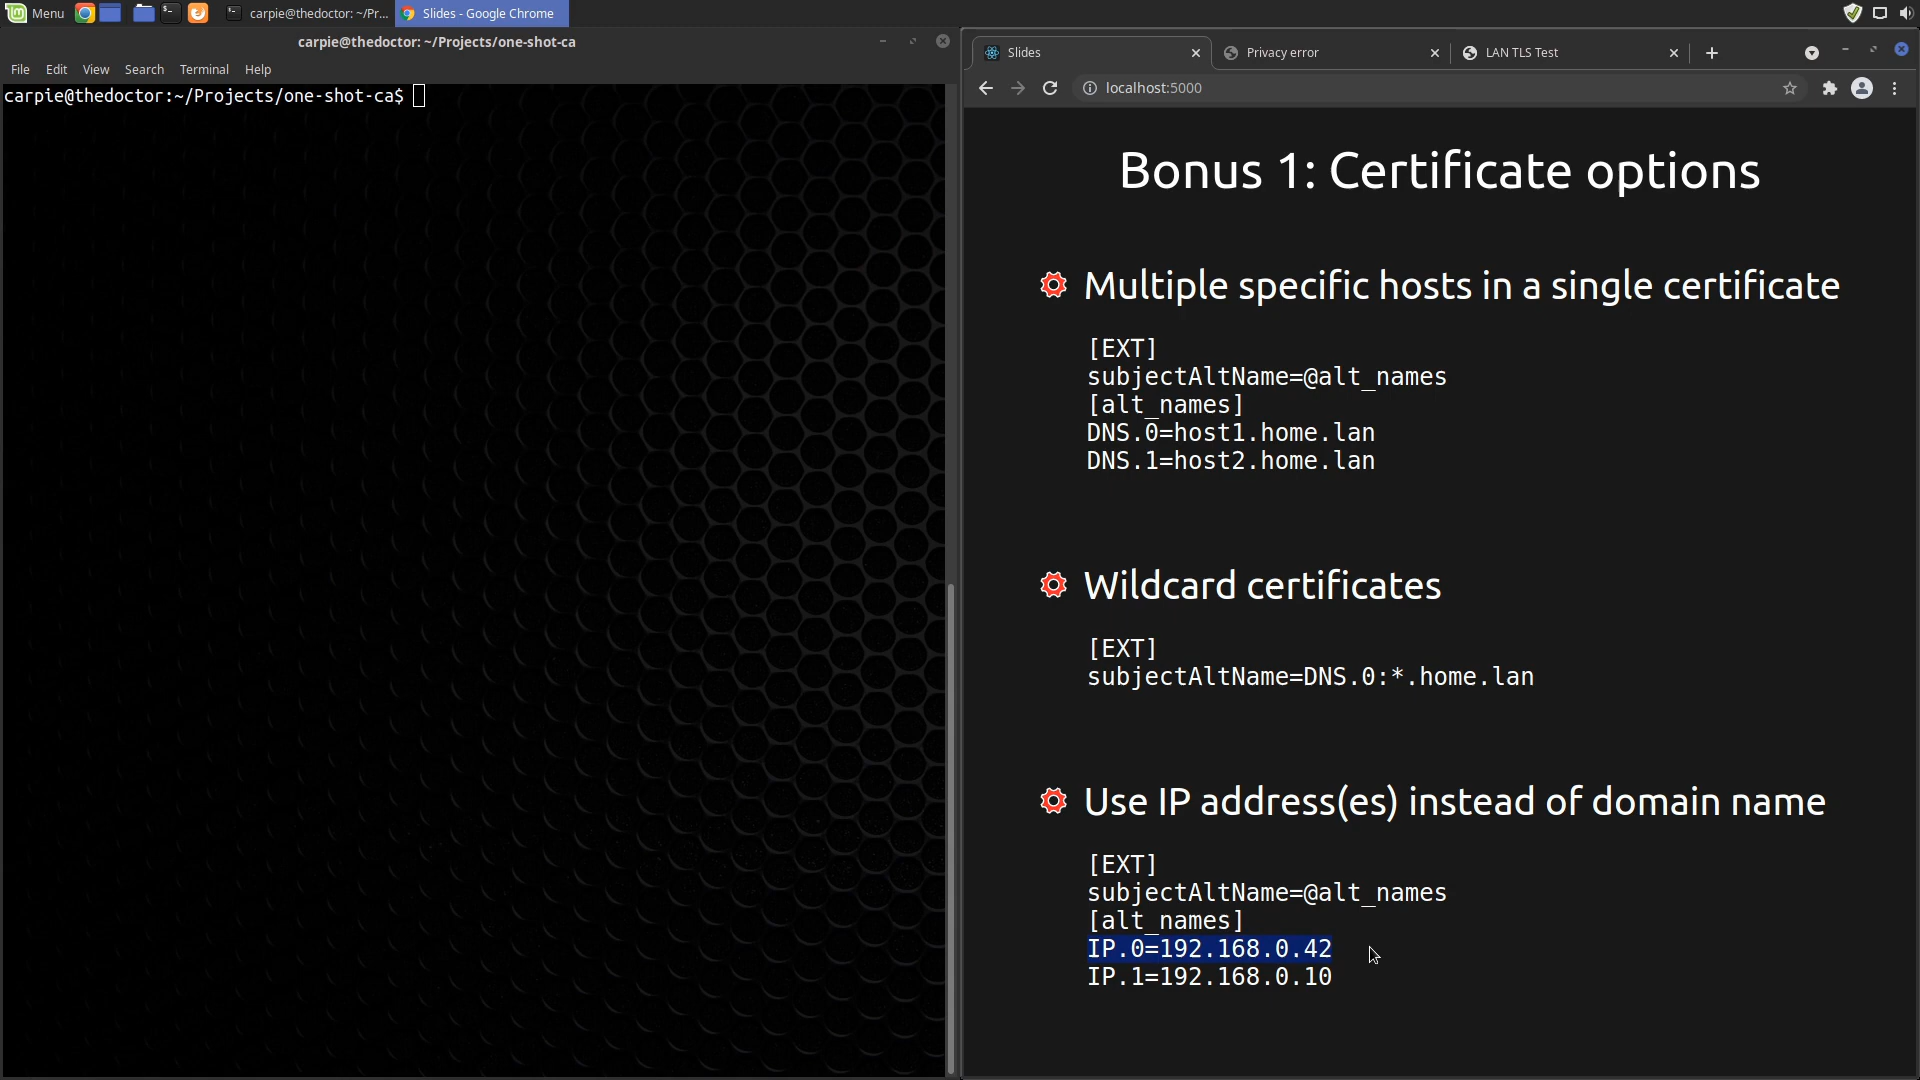 Menu
carpie@thedoctor: ~/Pr...
Slides - Google Chrome
carpie@thedoctor: ~/Projects/one-shot-ca
File Edit View Search Terminal Help
carpie@thedoctor:~/Projects/one-shot-ca$
Slides
Privacy error
LAN TLS Test
localhost:5000
Bonus 1: Certificate options
Multiple specific hosts in a single certificate
[EXT]
subjectAltName=@alt_names
[alt_names]
DNS.0=host1.home.lan
DNS.1=host2.home.lan
Wildcard certificates
[EXT]
subjectAltName=DNS.0:*.home.lan
Use IP address(es) instead of domain name
[EXT]
subjectAltName=@alt_names
[alt_names]
IP.0=192.168.0.42
IP.1=192.168.0.10